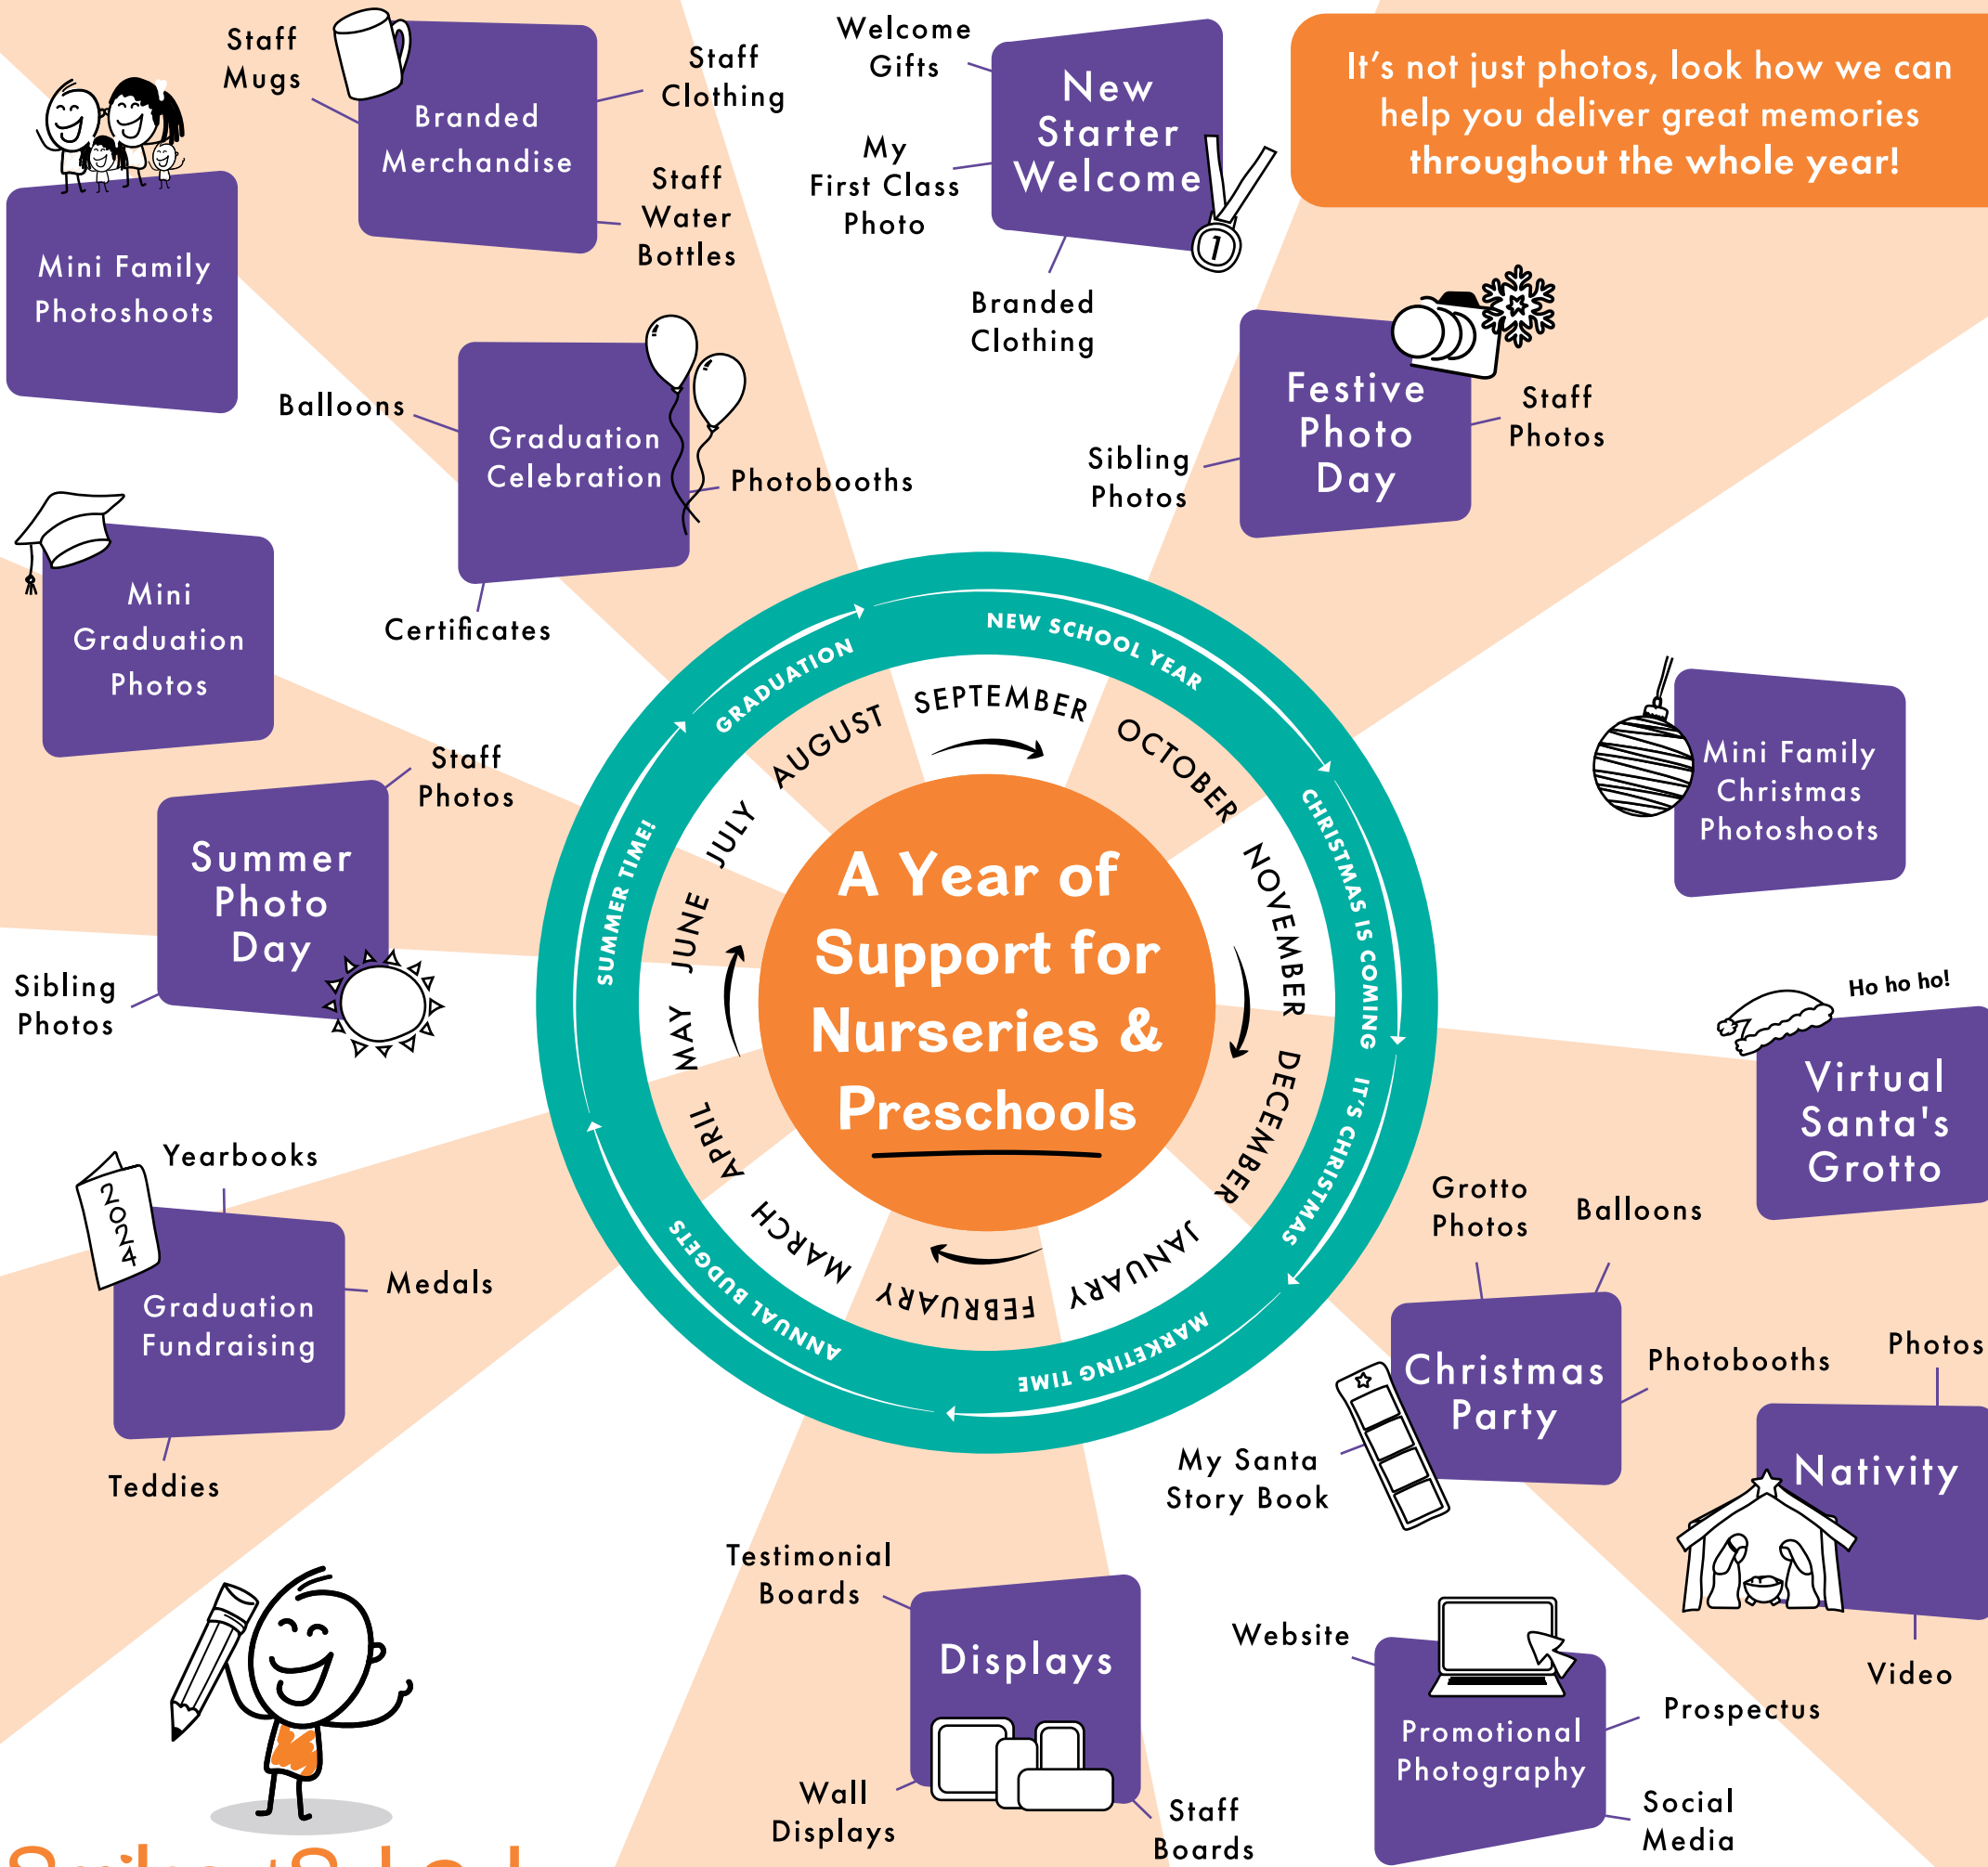 It's not just photos, look how we can
help you deliver great memories
throughout the whole year!
A Year of
Support for
Nurseries &
Preschools
SEPTEMBER
OCTOBER
NOVEMBER
DECEMBER
JANUARY
FEBRUARY
MARCH
APRIL
MAY
JUNE
JULY
AUGUST
NEW SCHOOL YEAR
CHRISTMAS IS COMING
IT'S CHRISTMAS
MARKETING TIME
ANNUAL BUDGETS
SUMMER TIME!
GRADUATION
Welcome
Gifts
My
First Class
Photo
New
Starter
Welcome
1
Branded
Clothing
Festive
Photo
Day
Staff
Photos
Sibling
Photos
Mini Family
Christmas
Photoshoots
Ho ho ho!
Virtual
Santa's
Grotto
Grotto
Photos
Balloons
Christmas
Party
Photobooths
My Santa
Story Book
Photos
Nativity
Video
Website
Promotional
Photography
Prospectus
Social
Media
Testimonial
Boards
Displays
Wall
Displays
Staff
Boards
Yearbooks
2024
Graduation
Fundraising
Medals
Teddies
Staff
Photos
Summer
Photo
Day
Sibling
Photos
Mini
Graduation
Photos
Balloons
Graduation
Celebration
Photobooths
Certificates
Mini Family
Photoshoots
Staff
Mugs
Branded
Merchandise
Staff
Clothing
Staff
Water
Bottles